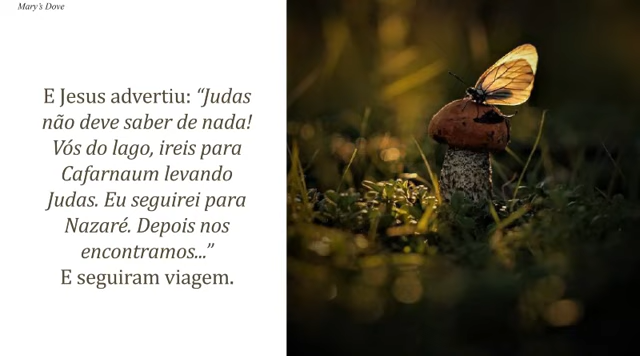 Mary's Dove
E Jesus advertiu: “Judas
não deve saber de nada!
Vós do lago, ireis para
Cafarnaum levando
Judas. Eu seguirei para
Nazaré. Depois nos
encontramos...”
E seguiram viagem.